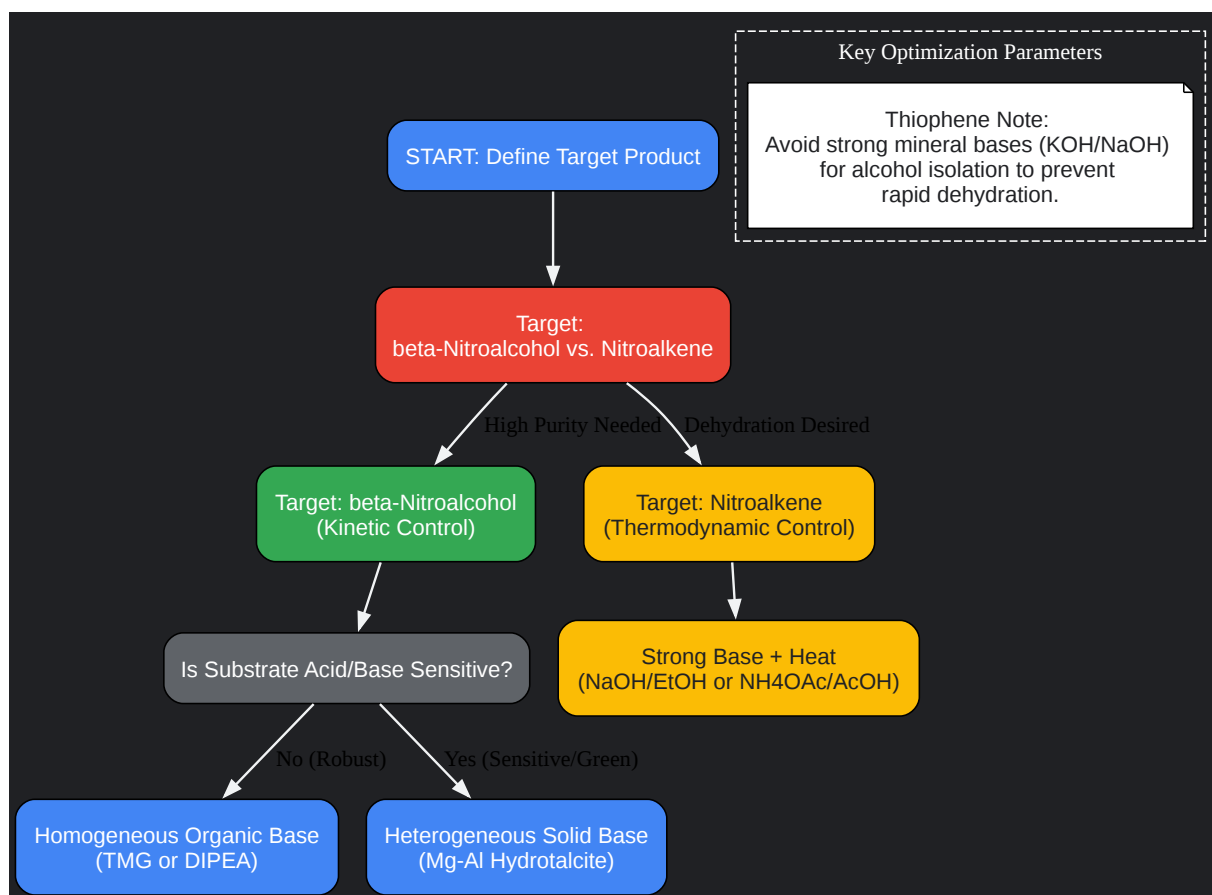 Key Optimization Parameters
Thiophene Note:
Avoid strong mineral bases (KOH/NaOH)
for alcohol isolation to prevent
rapid dehydration.
START: Define Target Product
Target:
beta-Nitroalcohol vs. Nitroalkene
High Purity Needed
Dehydration Desired
Target: beta-Nitroalcohol
(Kinetic Control)
Target: Nitroalkene
(Thermodynamic Control)
Is Substrate Acid/Base Sensitive?
Strong Base + Heat
(NaOH/EtOH or NH4OAc/AcOH)
No (Robust)
Yes (Sensitive/Green)
Homogeneous Organic Base
(TMG or DIPEA)
Heterogeneous Solid Base
(Mg-Al Hydrotalcite)